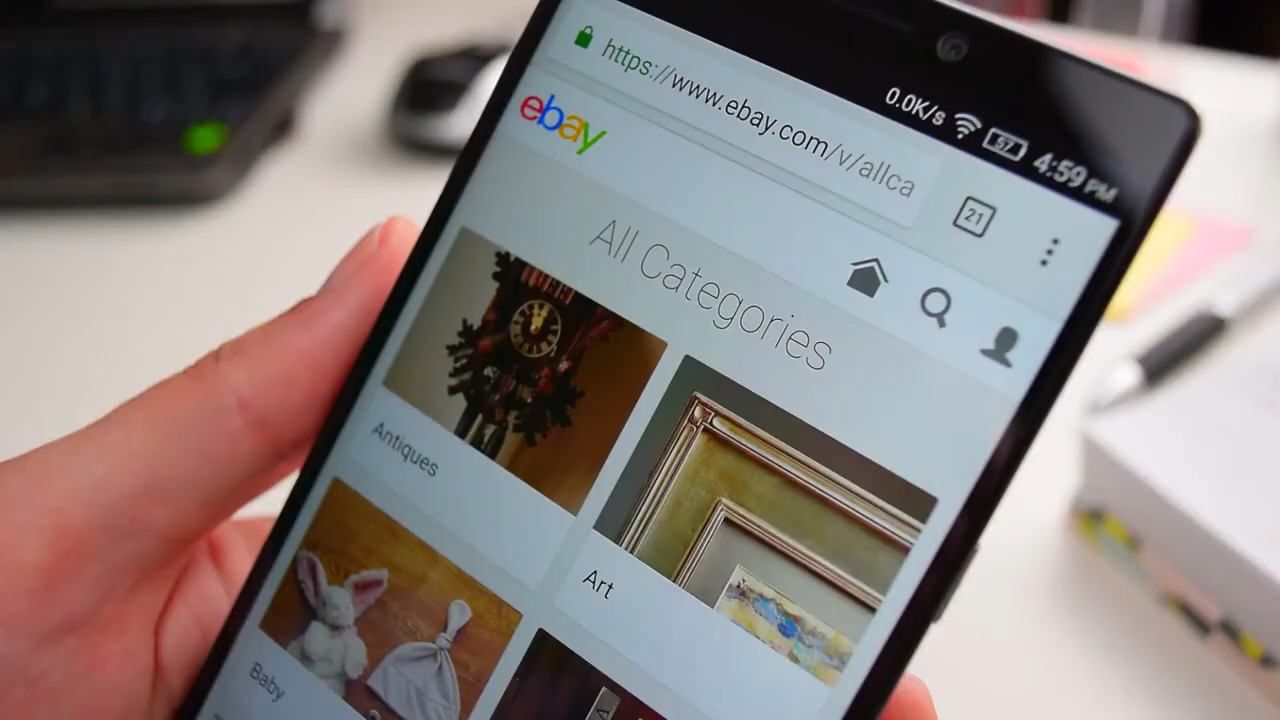 0.0K/s 57 4:59 PM
https://www.ebay.com/v/allca
21
ebay
All Categories
Antiques
Art
Baby